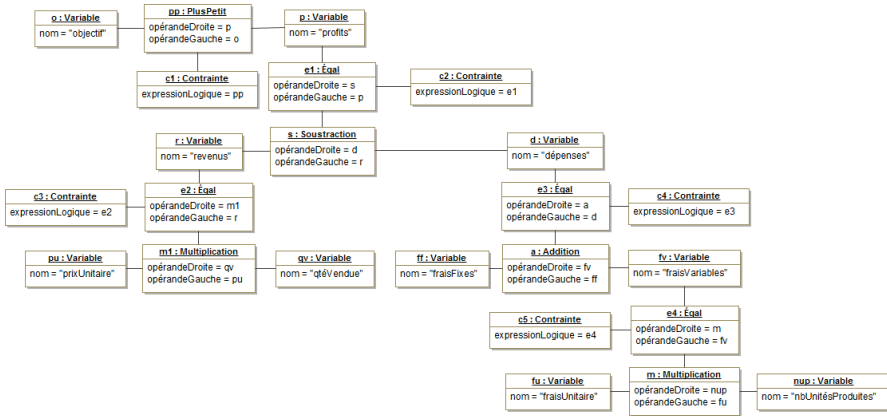 o : Variable
nom = "objectif"
pp : PlusPetit
opérandeDroite = p
opérandeGauche = o
p : Variable
nom = "profits"
c1 : Contrainte
expressionLogique = pp
e1 : Égal
opérandeDroite = s
opérandeGauche = p
c2 : Contrainte
expressionLogique = e1
r : Variable
nom = "revenus"
s : Soustraction
opérandeDroite = d
opérandeGauche = r
d : Variable
nom = "dépenses"
c3 : Contrainte
expressionLogique = e2
e2 : Égal
opérandeDroite = m1
opérandeGauche = r
e3 : Égal
opérandeDroite = a
opérandeGauche = d
c4 : Contrainte
expressionLogique = e3
pu : Variable
nom = "prixUnitaire"
m1 : Multiplication
opérandeDroite = qv
opérandeGauche = pu
qv : Variable
nom = "qtéVendue"
ff : Variable
nom = "fraisFixes"
a : Addition
opérandeDroite = fv
opérandeGauche = ff
fv : Variable
nom = "fraisVariables"
c5 : Contrainte
expressionLogique = e4
e4 : Égal
opérandeDroite = m
opérandeGauche = fv
fu : Variable
nom = "fraisUnitaire"
m : Multiplication
opérandeDroite = nup
opérandeGauche = fu
nup : Variable
nom = "nbUnitésProduites"